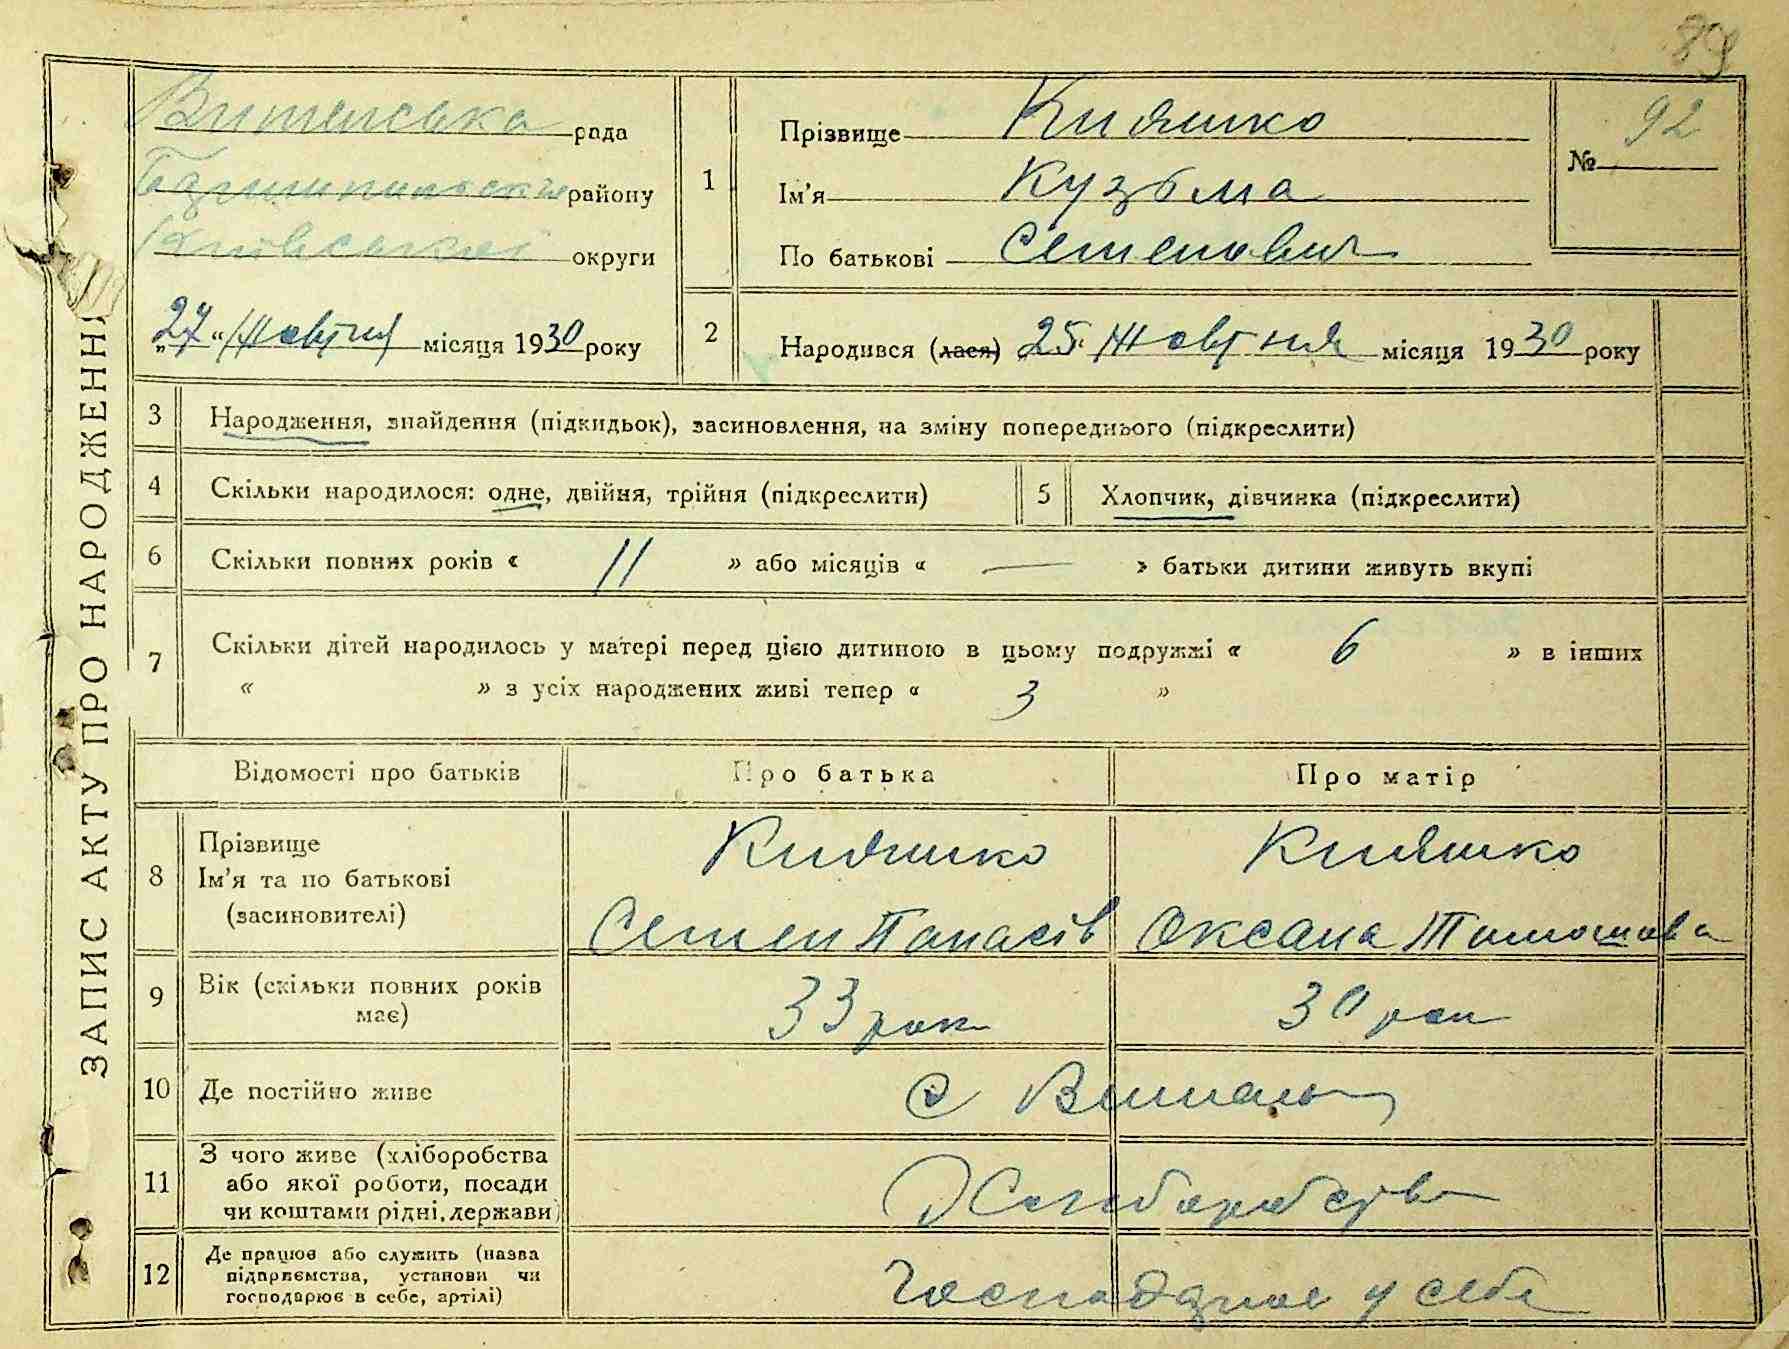 89
ЗАПИС АКТУ ПРО НАРОДЖЕННЯ
рада
району
округи
„27“ Жовтня місяця 1930 року
1
Прізвище Кияшко
Ім'я Кузьма
По батькові Семенович
№ 92
2
Народився (лася) 25 Жовтня місяця 1930 року
3 Народження, знайдення (підкидьок), засиновлення, на зміну попереднього (підкреслити)
4 Скільки народилося: одне, двійня, трійня (підкреслити)
5 Хлопчик, дівчинка (підкреслити)
6 Скільки повних років « 11 » або місяців « — » батьки дитини живуть вкупі
7 Скільки дітей народилось у матері перед цією дитиною в цьому подружжі « 6 » в інших
« » з усіх народжених живі тепер « 3 »
Відомості про батьків Про батька Про матір
8 Прізвище
Ім'я та по батькові
(засиновителі)
Кияшко
Семен Панасів
Кияшко
Оксана Тимошова
9 Вік (скільки повних років
має)
33 рок
30 рок
10 Де постійно живе
с
11 З чого живе (хліборобства
або якої роботи, посади
чи коштами рідні, держави)
Хліборобства
12 Де працює або служить (назва
підприємства, установи чи
господарює в себе, артілі)
Господарює у себе